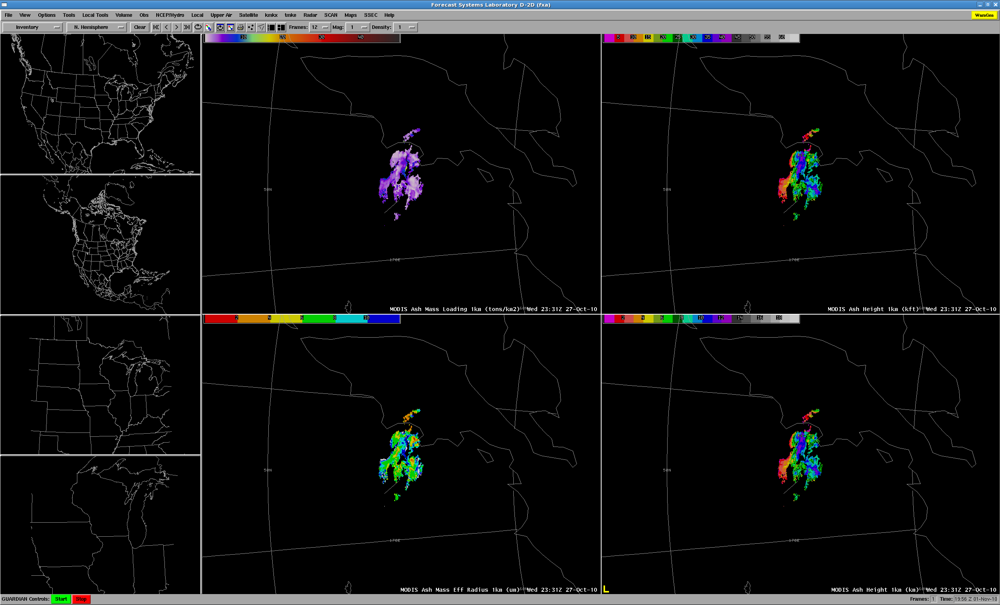 Forecast Systems Laboratory D-2D (fxa)
File View Options Tools Local Tools Volume Obs NCEP/Hydro Local Upper Air Satellite kmkx tmke Radar SCAN Maps SSEC Help WarnGen
Inventory N. Hemisphere Clear Frames: 12 Mag: 1 Density: 1
10 20 30 40
5 10 15 20 25 30 35 40 45 50 55 60
50N
50N
170E
170E
MODIS Ash Mass Loading 1km (tons/km2) 60N Wed 23:31Z 27-Oct-10
MODIS Ash Height 1km (kft) 60N Wed 23:31Z 27-Oct-10
2 4 6 8 10
2 4 6 8 10 12 14 16 18
50N
50N
170E
170E
MODIS Ash Mass Eff Radius 1km (um) 60N Wed 23:31Z 27-Oct-10
L
MODIS Ash Height 1km (km) 60N Wed 23:31Z 27-Oct-10
GUARDIAN Controls: Start Stop
Frames: 1 Time: 19:56 Z 01-Nov-10